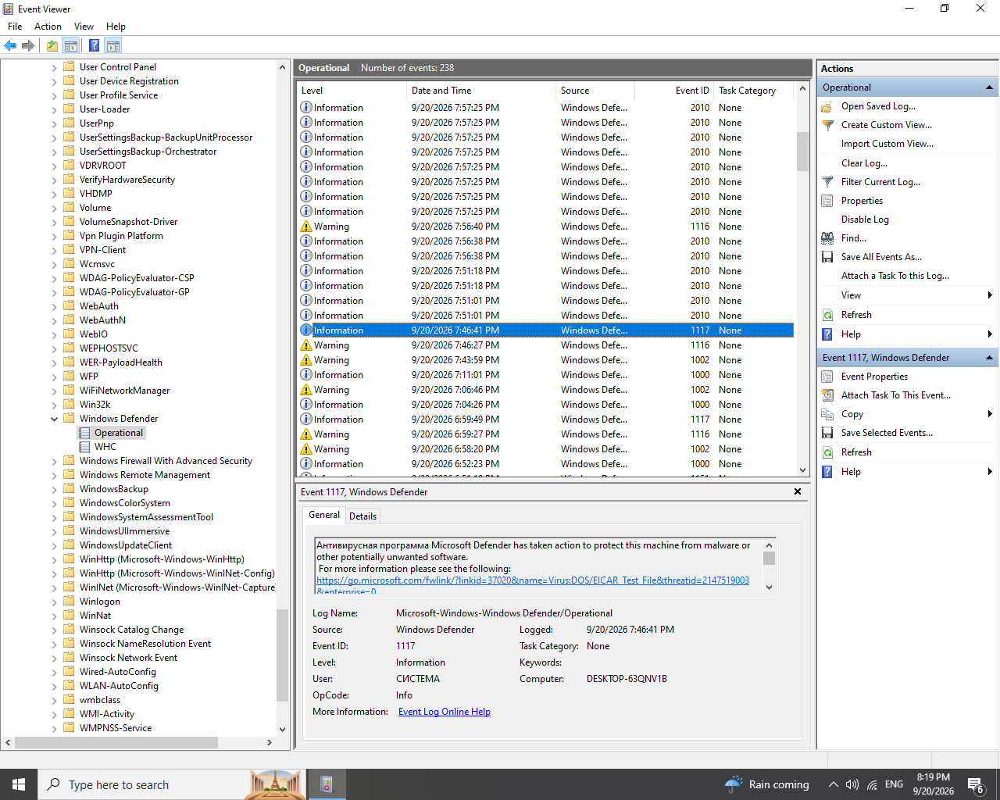 Event Viewer
File Action View Help
User Control Panel
User Device Registration
User Profile Service
User-Loader
UserPnp
UserSettingsBackup-BackupUnitProcessor
UserSettingsBackup-Orchestrator
VDRVROOT
VerifyHardwareSecurity
VHDMP
Volume
VolumeSnapshot-Driver
Vpn Plugin Platform
VPN-Client
Wcmsvc
WDAG-PolicyEvaluator-CSP
WDAG-PolicyEvaluator-GP
WebAuth
WebAuthN
WebIO
WEPHOSTSVC
WER-PayloadHealth
WFP
WiFiNetworkManager
Win32k
Windows Defender
Operational
WHC
Windows Firewall With Advanced Security
Windows Remote Management
WindowsBackup
WindowsColorSystem
WindowsSystemAssessmentTool
WindowsUIImmersive
WindowsUpdateClient
WinHttp (Microsoft-Windows-WinHttp)
WinHttp (Microsoft-Windows-WinINet-Config)
WinINet (Microsoft-Windows-WinINet-Capture
Winlogon
WinNat
Winsock Catalog Change
Winsock NameResolution Event
Winsock Network Event
Wired-AutoConfig
WLAN-AutoConfig
wmbclass
WMI-Activity
WMPNSS-Service
Operational Number of events: 238
Level Date and Time Source Event ID Task Category
Information 9/20/2026 7:57:25 PM Windows Defe... 2010 None
Information 9/20/2026 7:57:25 PM Windows Defe... 2010 None
Information 9/20/2026 7:57:25 PM Windows Defe... 2010 None
Information 9/20/2026 7:57:25 PM Windows Defe... 2010 None
Information 9/20/2026 7:57:25 PM Windows Defe... 2010 None
Information 9/20/2026 7:57:25 PM Windows Defe... 2010 None
Information 9/20/2026 7:57:25 PM Windows Defe... 2010 None
Information 9/20/2026 7:57:25 PM Windows Defe... 2010 None
Warning 9/20/2026 7:56:40 PM Windows Defe... 1116 None
Information 9/20/2026 7:56:38 PM Windows Defe... 2010 None
Information 9/20/2026 7:56:38 PM Windows Defe... 2010 None
Information 9/20/2026 7:51:18 PM Windows Defe... 2010 None
Information 9/20/2026 7:51:18 PM Windows Defe... 2010 None
Information 9/20/2026 7:51:01 PM Windows Defe... 2010 None
Information 9/20/2026 7:51:01 PM Windows Defe... 2010 None
Information 9/20/2026 7:46:41 PM Windows Defe... 1117 None
Warning 9/20/2026 7:46:27 PM Windows Defe... 1116 None
Warning 9/20/2026 7:43:59 PM Windows Defe... 1002 None
Information 9/20/2026 7:11:01 PM Windows Defe... 1000 None
Warning 9/20/2026 7:06:46 PM Windows Defe... 1002 None
Information 9/20/2026 7:04:26 PM Windows Defe... 1000 None
Information 9/20/2026 6:59:49 PM Windows Defe... 1117 None
Warning 9/20/2026 6:59:27 PM Windows Defe... 1116 None
Warning 9/20/2026 6:58:20 PM Windows Defe... 1002 None
Information 9/20/2026 6:52:23 PM Windows Defe... 1000 None
Event 1117, Windows Defender
General Details
Антивирусная программа Microsoft Defender has taken action to protect this machine from malware or
other potentially unwanted software.
For more information please see the following:
https://go.microsoft.com/fwlink/?linkid=37020&name=Virus:DOS/EICAR_Test_File&threatid=2147519003
&enterprise=0
Log Name: Microsoft-Windows-Windows Defender/Operational
Source: Windows Defender Logged: 9/20/2026 7:46:41 PM
Event ID: 1117 Task Category: None
Level: Information Keywords:
User: СИСТЕМА Computer: DESKTOP-63QNV1B
OpCode: Info
More Information: Event Log Online Help
Actions
Operational
Open Saved Log...
Create Custom View...
Import Custom View...
Clear Log...
Filter Current Log...
Properties
Disable Log
Find...
Save All Events As...
Attach a Task To this Log...
View
Refresh
Help
Event 1117, Windows Defender
Event Properties
Attach Task To This Event...
Copy
Save Selected Events...
Refresh
Help
Type here to search
Rain coming
ENG
8:19 PM
9/20/2026
6